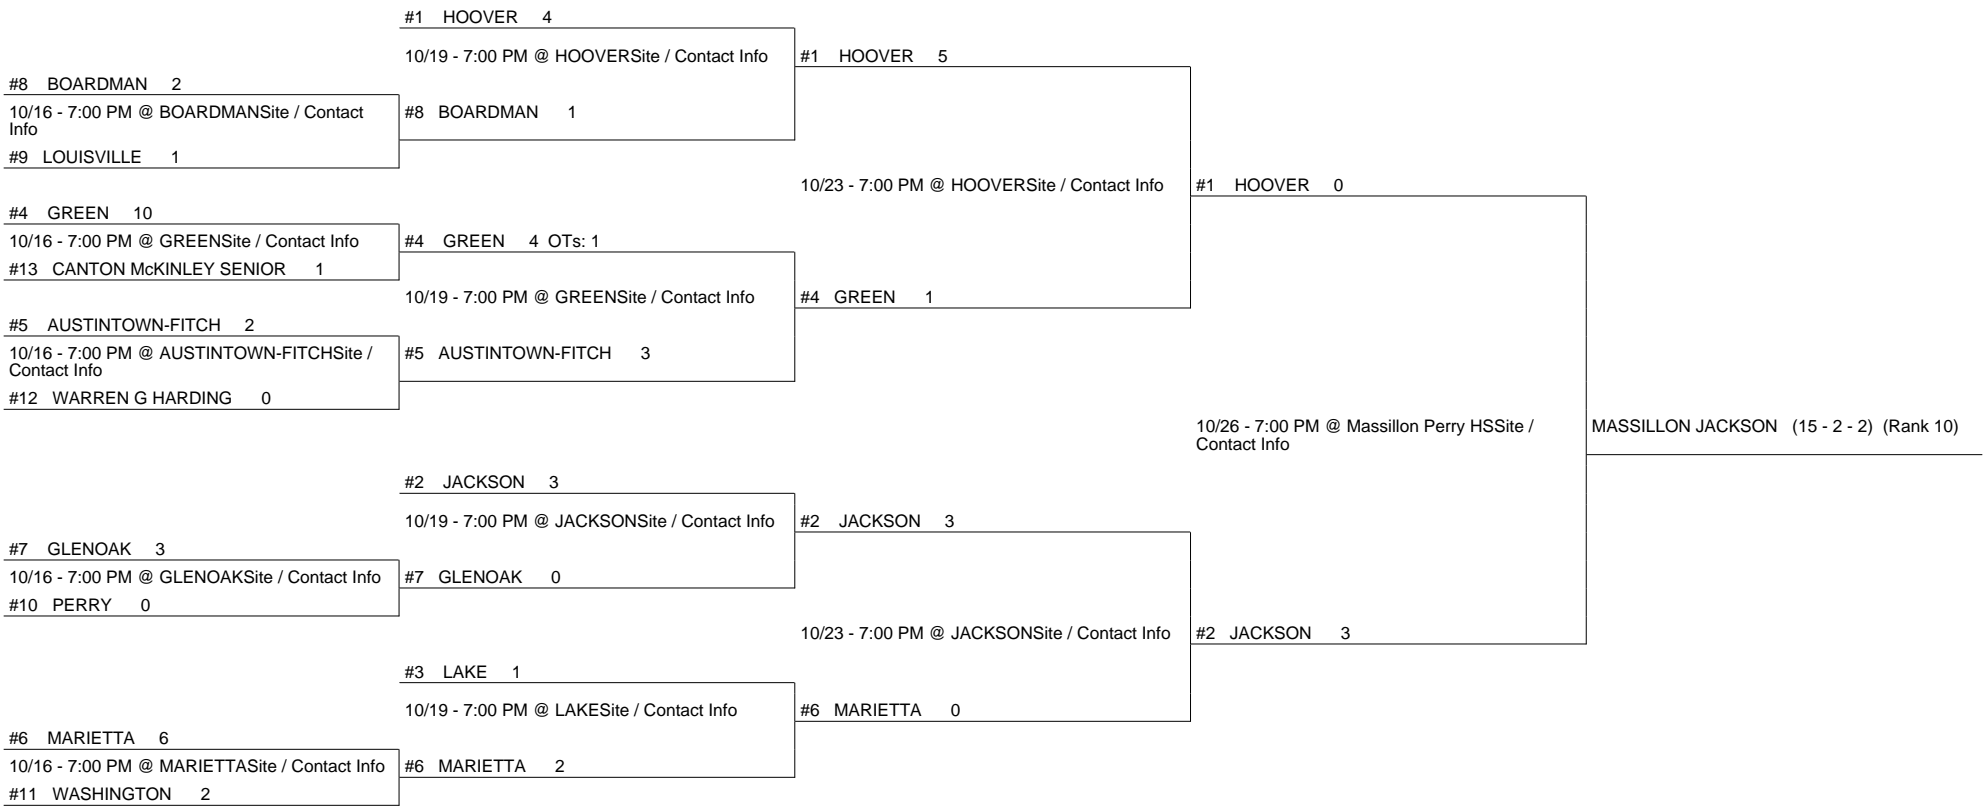 #1 HOOVER 4
10/19 - 7:00 PM @ HOOVERSite / Contact Info
#1 HOOVER 5
#8 BOARDMAN 2
10/16 - 7:00 PM @ BOARDMANSite / Contact
Info
#8 BOARDMAN 1
#9 LOUISVILLE 1
10/23 - 7:00 PM @ HOOVERSite / Contact Info
#1 HOOVER 0
#4 GREEN 10
10/16 - 7:00 PM @ GREENSite / Contact Info
#4 GREEN 4 OTs: 1
#13 CANTON McKINLEY SENIOR 1
10/19 - 7:00 PM @ GREENSite / Contact Info
#4 GREEN 1
#5 AUSTINTOWN-FITCH 2
10/16 - 7:00 PM @ AUSTINTOWN-FITCHSite /
Contact Info
#5 AUSTINTOWN-FITCH 3
#12 WARREN G HARDING 0
10/26 - 7:00 PM @ Massillon Perry HSSite /
Contact Info
MASSILLON JACKSON (15 - 2 - 2) (Rank 10)
#2 JACKSON 3
10/19 - 7:00 PM @ JACKSONSite / Contact Info
#2 JACKSON 3
#7 GLENOAK 3
10/16 - 7:00 PM @ GLENOAKSite / Contact Info
#7 GLENOAK 0
#10 PERRY 0
10/23 - 7:00 PM @ JACKSONSite / Contact Info
#2 JACKSON 3
#3 LAKE 1
10/19 - 7:00 PM @ LAKESite / Contact Info
#6 MARIETTA 0
#6 MARIETTA 6
10/16 - 7:00 PM @ MARIETTASite / Contact Info
#6 MARIETTA 2
#11 WASHINGTON 2